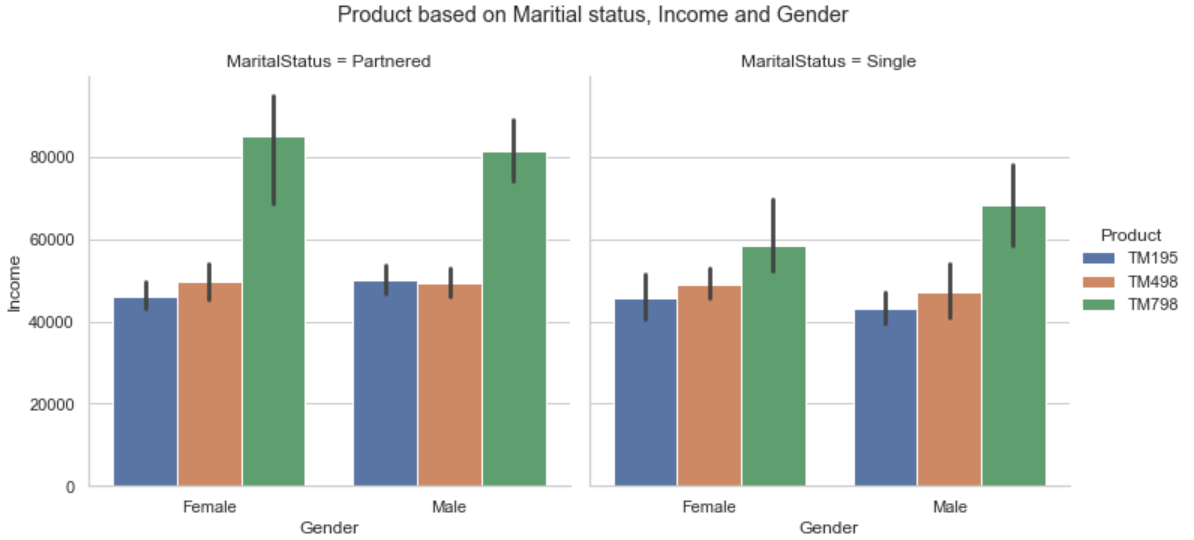 Product based on Maritial status, Income and Gender
MaritalStatus = Partnered
MaritalStatus = Single
80000
60000
40000
20000
0
Income
Female
Male
Gender
Female
Male
Gender
Product
TM195
TM498
TM798